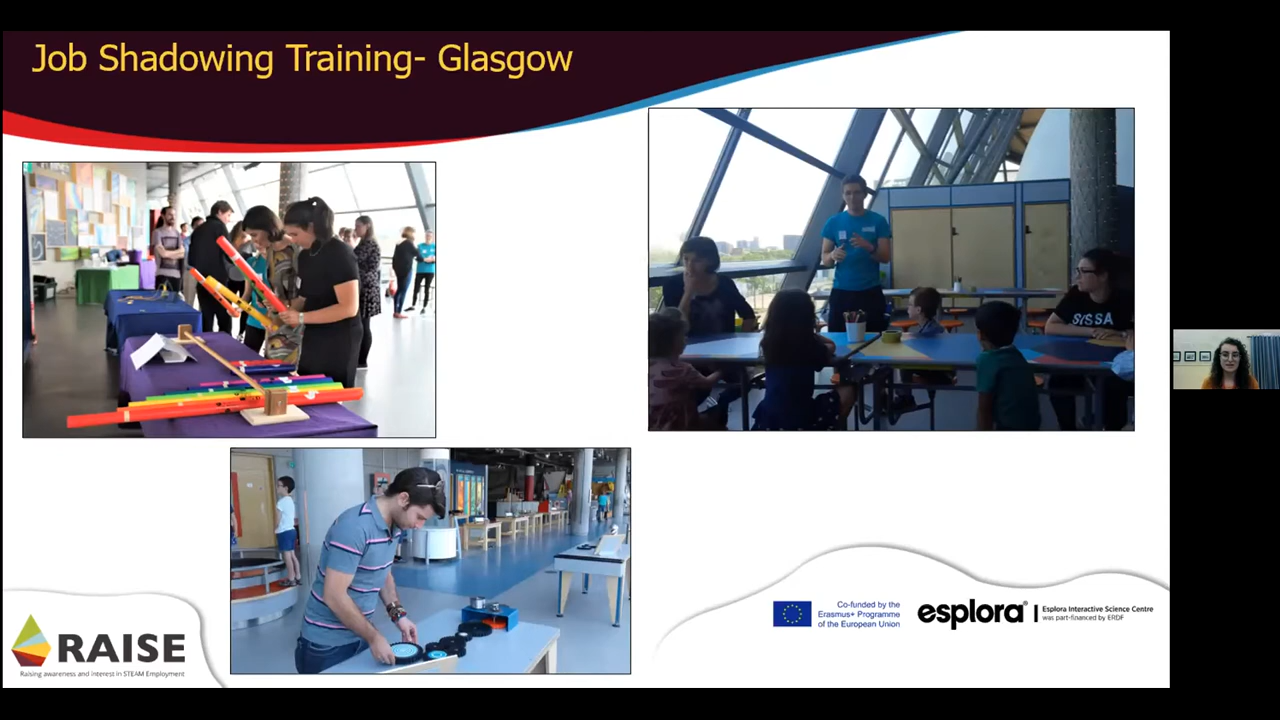 Job Shadowing Training- Glasgow
SISSA
RAISE
Raising awareness and interest in STEAM Employment
Co-funded by the
Erasmus+ Programme
of the European Union
esplora
Esplora Interactive Science Centre
was part-financed by ERDF